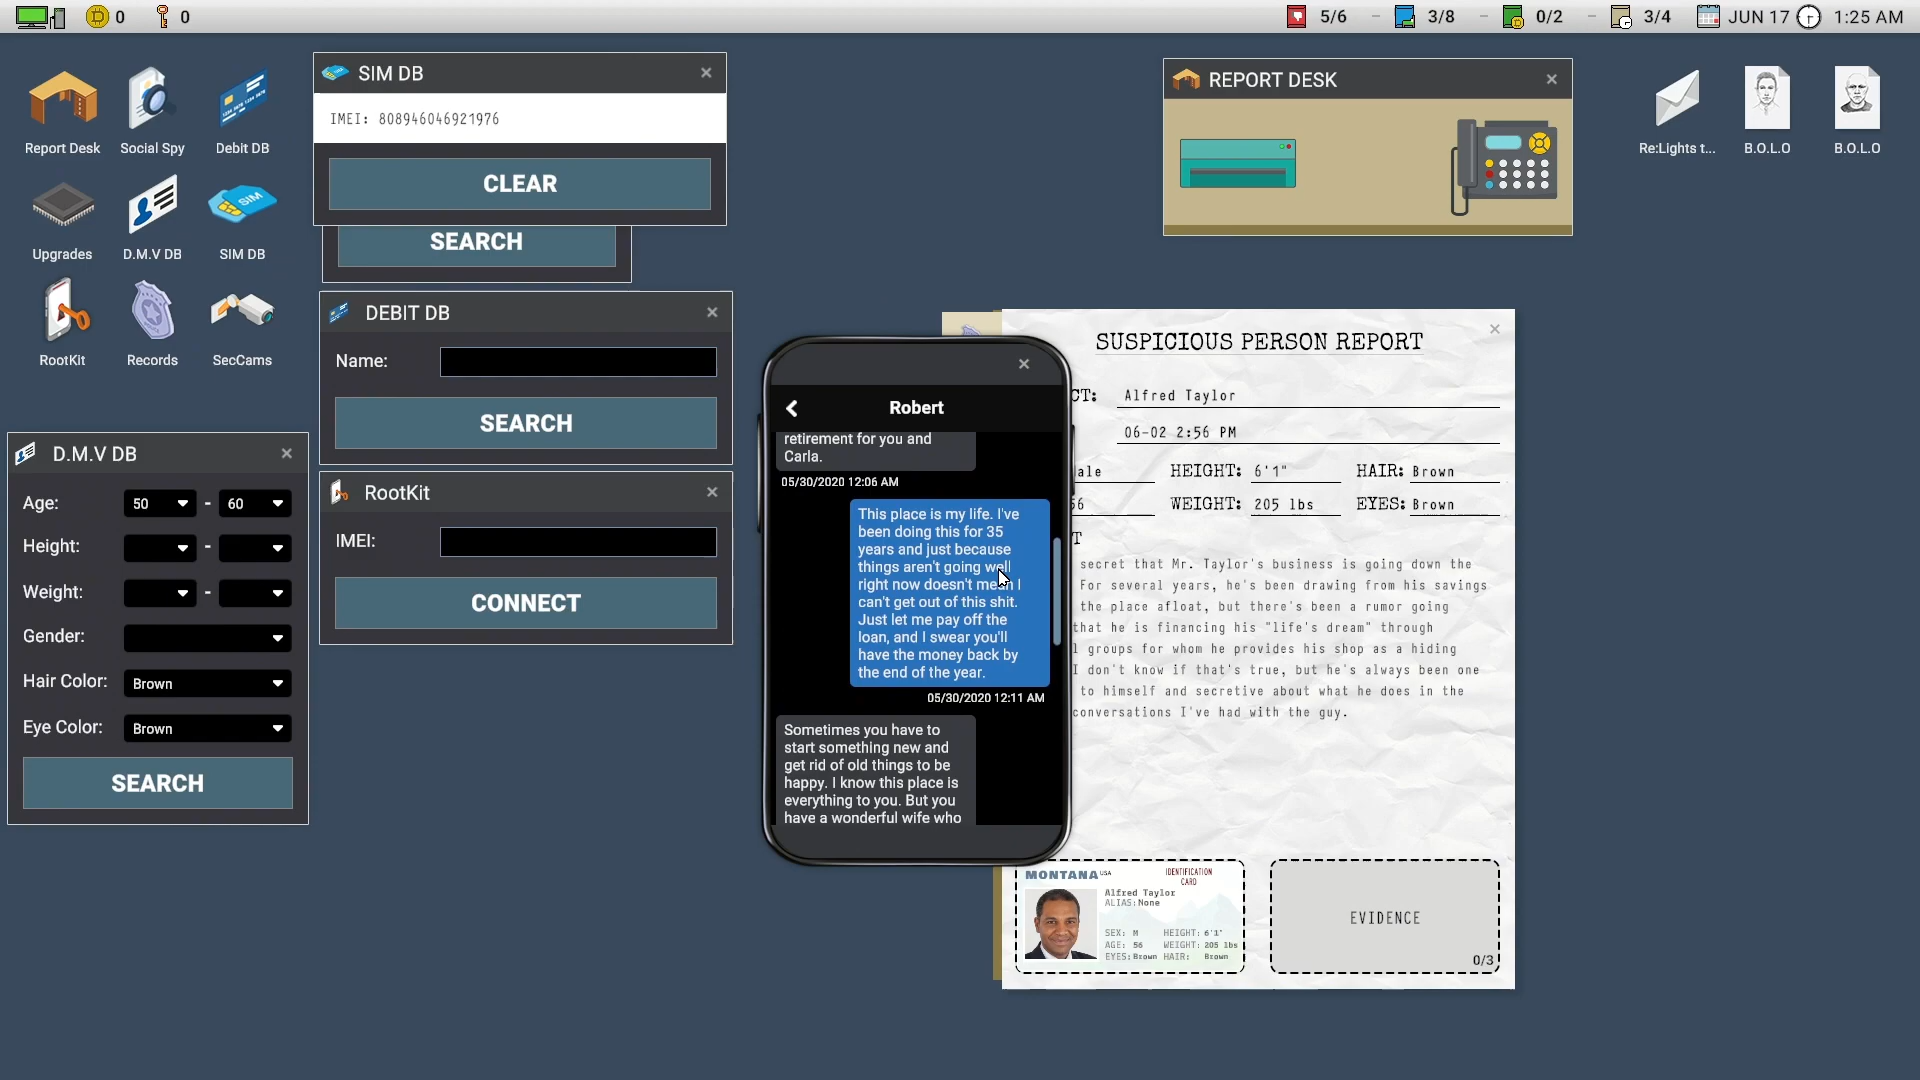 0
0
5/6
3/8
0/2
3/4
JUN 17
1:25 AM
Report Desk
Social Spy
Debit DB
Upgrades
D.M.V DB
SIM DB
SIM
RootKit
Records
SecCams
SIM DB
IMEI: 808946046921976
CLEAR
SEARCH
DEBIT DB
Name:
SEARCH
RootKit
IMEI:
CONNECT
D.M.V DB
Age: 50 - 60
Height: -
Weight: -
Gender:
Hair Color: Brown
Eye Color: Brown
SEARCH
REPORT DESK
Re:Lights t...
B.O.L.O
B.O.L.O
Robert
retirement for you and
Carla.
05/30/2020 12:06 AM
This place is my life. I've
been doing this for 35
years and just because
things aren't going well
right now doesn't mean I
can't get out of this shit.
Just let me pay off the
loan, and I swear you'll
have the money back by
the end of the year.
05/30/2020 12:11 AM
Sometimes you have to
start something new and
get rid of old things to be
happy. I know this place is
everything to you. But you
have a wonderful wife who
SUSPICIOUS PERSON REPORT
CT: Alfred Taylor
06-02 2:56 PM
ale HEIGHT: 6'1" HAIR: Brown
56 WEIGHT: 205 lbs EYES: Brown
T
secret that Mr. Taylor's business is going down the
For several years, he's been drawing from his savings
the place afloat, but there's been a rumor going
that he is financing his "life's dream" through
l groups for whom he provides his shop as a hiding
I don't know if that's true, but he's always been one
to himself and secretive about what he does in the
conversations I've had with the guy.
MONTANA USA
IDENTIFICATION
CARD
Alfred Taylor
ALIAS: None
SEX: M HEIGHT: 6'1"
AGE: 56 WEIGHT: 205 lbs
EYES: Brown HAIR: Brown
EVIDENCE
0/3